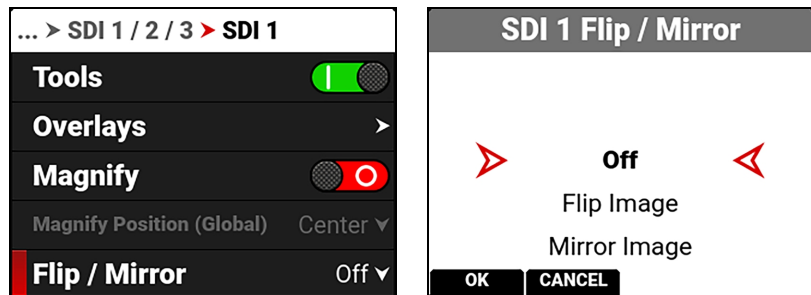 ... > SDI 1 / 2 / 3 > SDI 1
Tools
Overlays
Magnify
Magnify Position (Global) Center
Flip / Mirror Off
SDI 1 Flip / Mirror
Off
Flip Image
Mirror Image
OK CANCEL